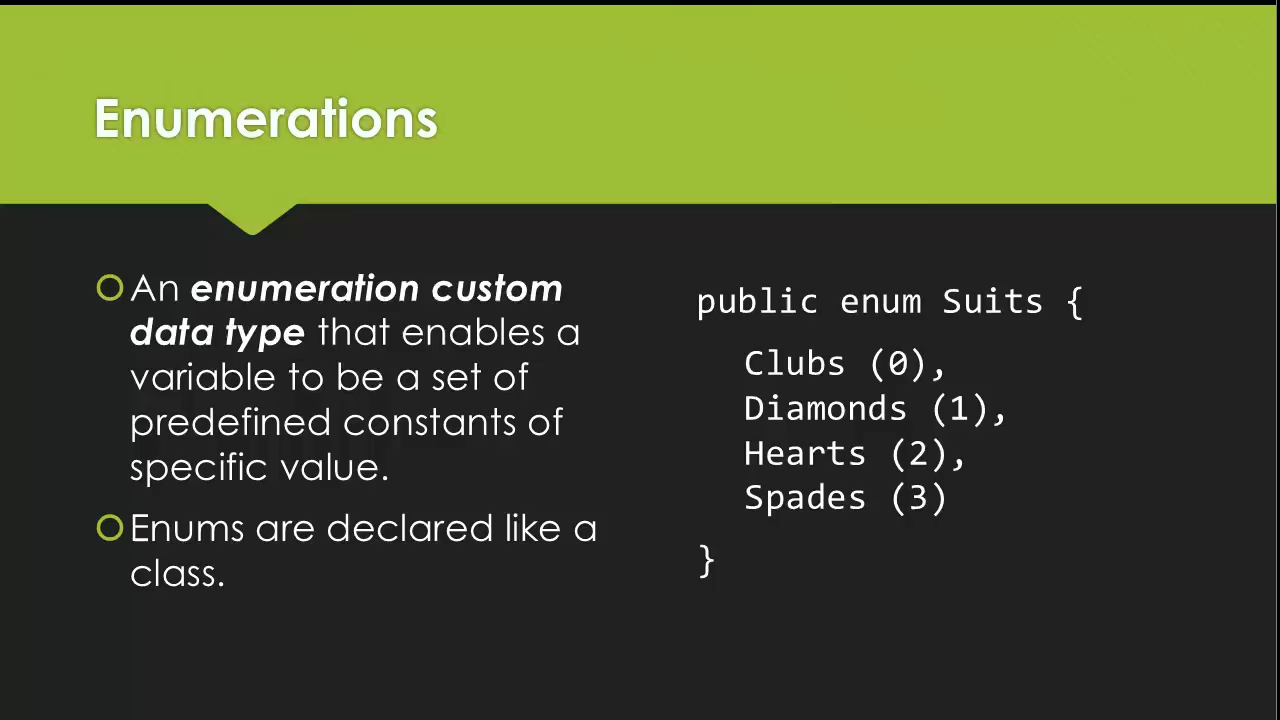 Enumerations
An enumeration custom
data type that enables a
variable to be a set of
predefined constants of
specific value.
Enums are declared like a
class.
public enum Suits {
Clubs (0),
Diamonds (1),
Hearts (2),
Spades (3)
}